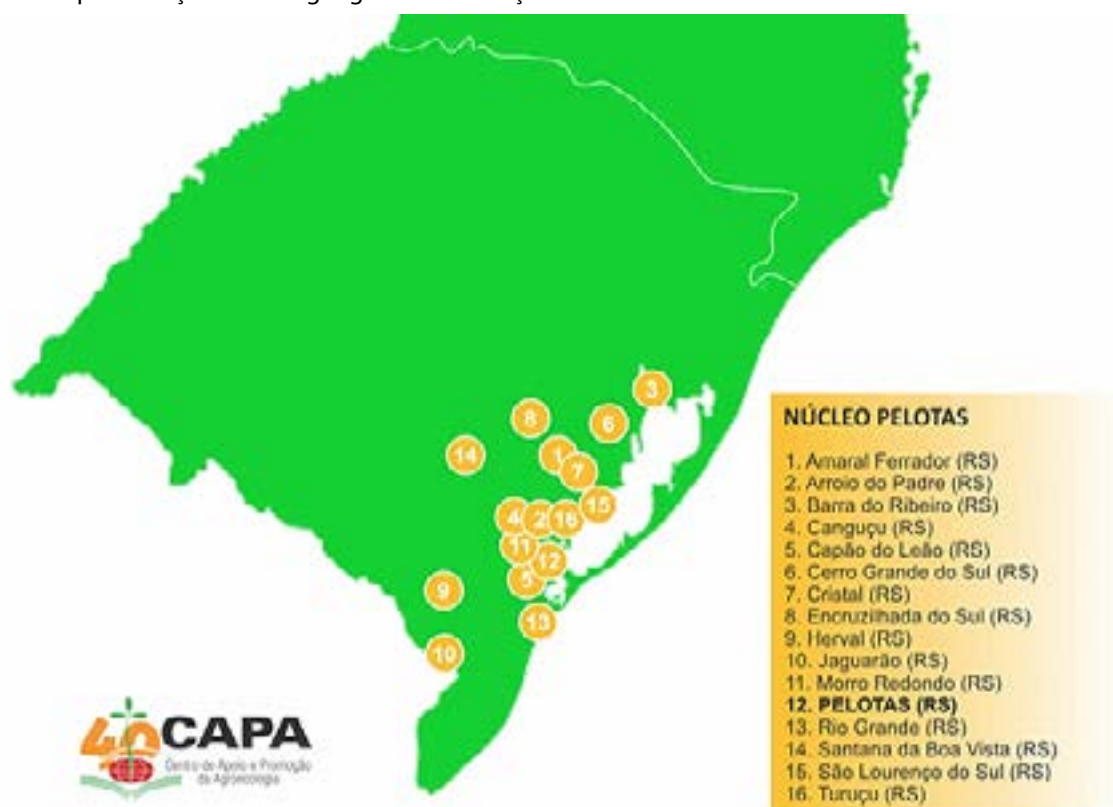 8
3
6
14
1
7
15
4
2
16
11
12
5
9
13
10
NÚCLEO PELOTAS
1. Amaral Ferrador (RS)
2. Arroio do Padre (RS)
3. Barra do Ribeiro (RS)
4. Canguçu (RS)
5. Capão do Leão (RS)
6. Cerro Grande do Sul (RS)
7. Cristal (RS)
8. Encruzilhada do Sul (RS)
9. Herval (RS)
10. Jaguarão (RS)
11. Morro Redondo (RS)
12. PELOTAS (RS)
13. Rio Grande (RS)
14. Santana da Boa Vista (RS)
15. São Lourenço do Sul (RS)
16. Turuçu (RS)
40 CAPA
Centro de Apoio e Promoção
da Agroecologia